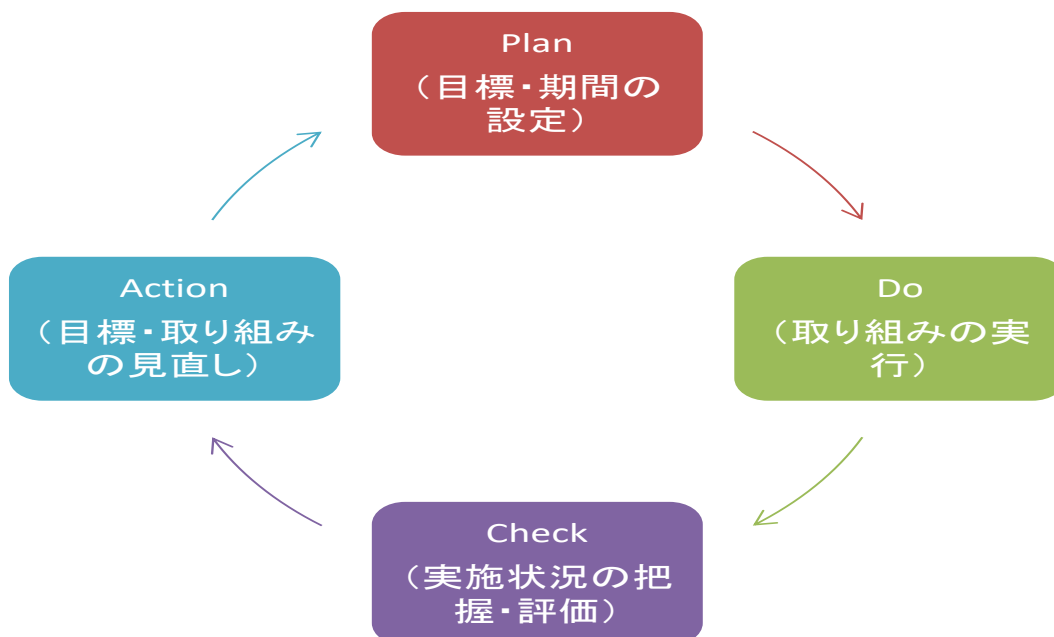 Plan
（目標・期間の
設定）
Do
（取り組みの実
行）
Check
（実施状況の把
握・評価）
Action
（目標・取り組み
の見直し）